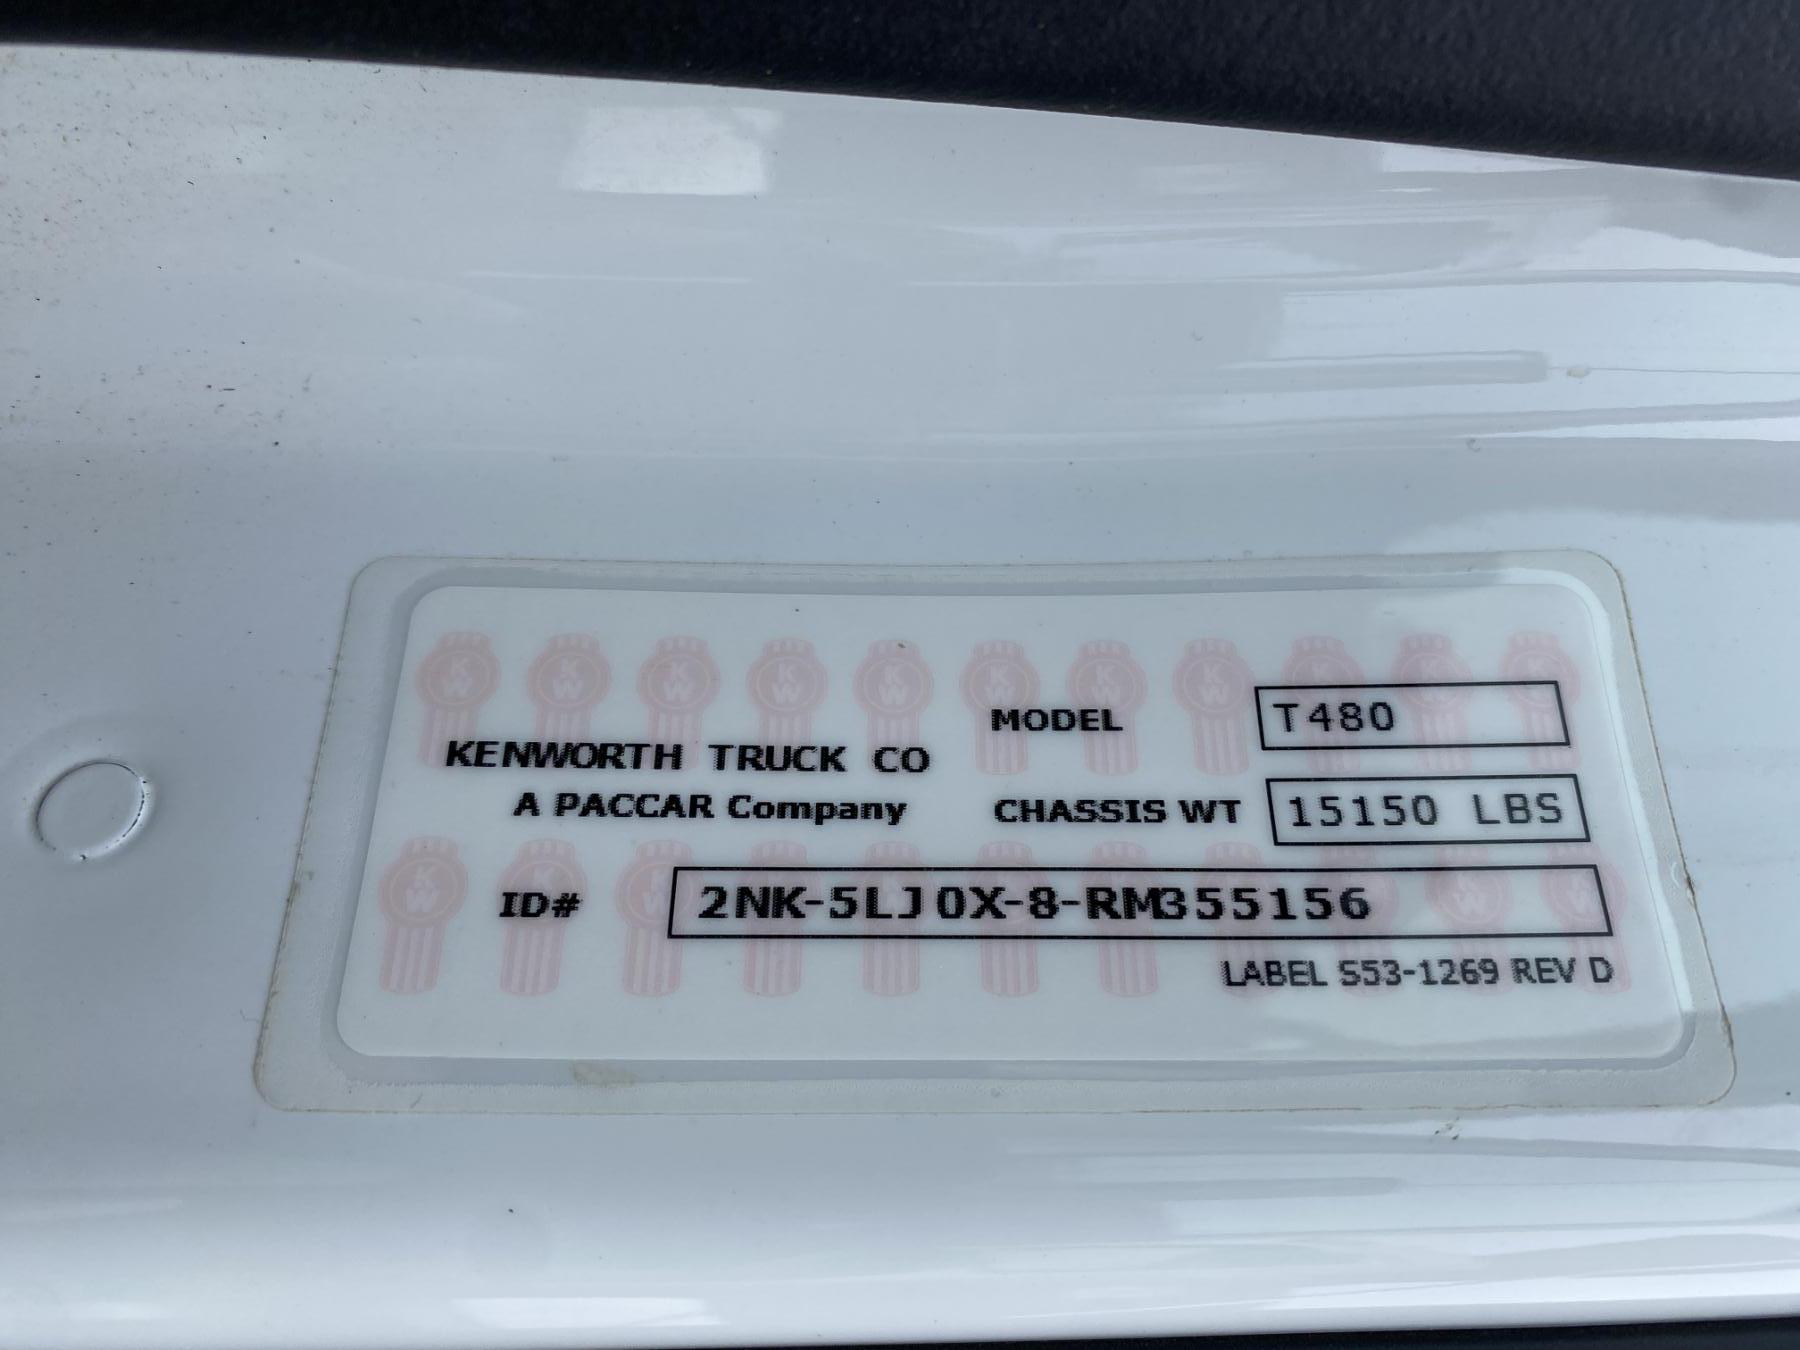 KENWORTH TRUCK CO
A PACCAR Company
MODEL T480
CHASSIS WT 15150 LBS
ID# 2NK-5LJ0X-8-RM355156
LABEL S53-1269 REV D